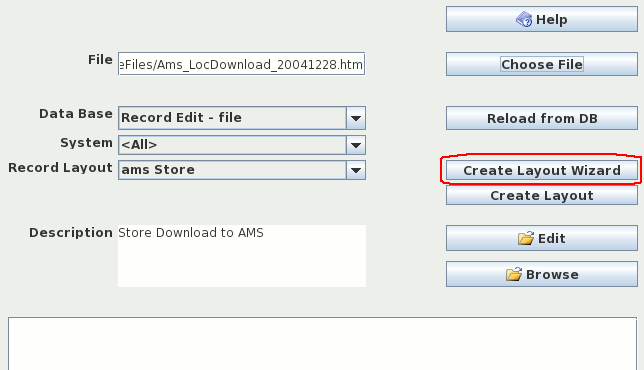 Help
File
eFiles/Ams_LocDownload_20041228.htm
Choose File
Data Base
Record Edit - file
Reload from DB
System
<All>
Record Layout
ams Store
Create Layout Wizard
Create Layout
Description
Store Download to AMS
Edit
Browse